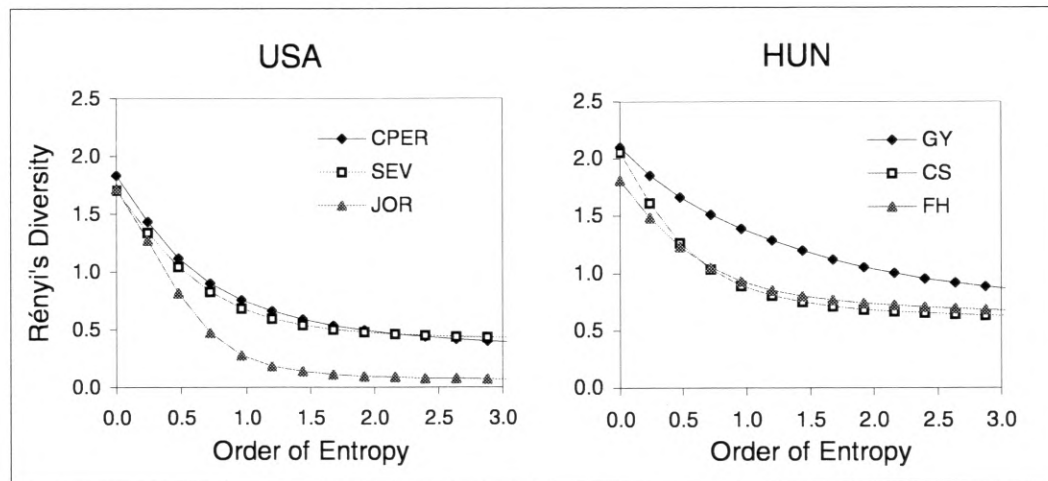 USA
Rényi's Diversity
2.5
2.0
1.5
1.0
0.5
0.0
CPER
SEV
JOR
0.0 0.5 1.0 1.5 2.0 2.5 3.0
Order of Entropy
HUN
2.5
2.0
1.5
1.0
0.5
0.0
GY
CS
FH
0.0 0.5 1.0 1.5 2.0 2.5 3.0
Order of Entropy